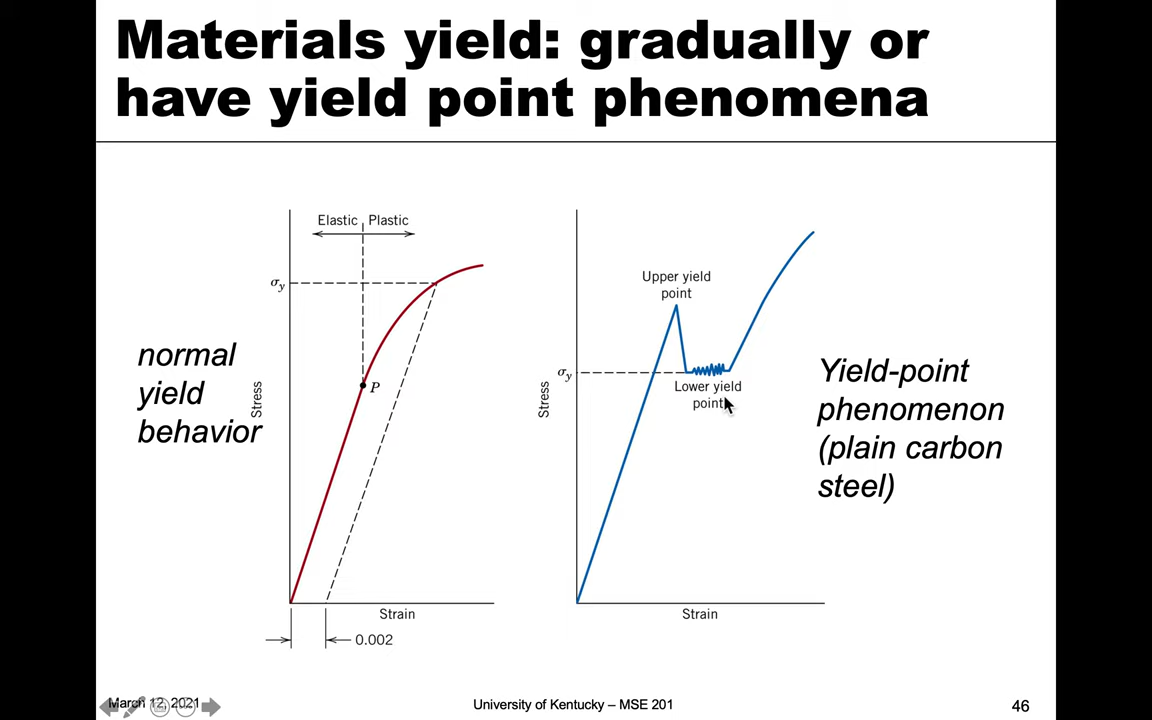 Materials yield: gradually or
have yield point phenomena
Elastic Plastic
σy
P
Stress
Strain
0.002
normal
yield
behavior
Upper yield
point
σy
Lower yield
point
Stress
Strain
Yield-point
phenomenon
(plain carbon
steel)
March 12, 2021
University of Kentucky – MSE 201
46